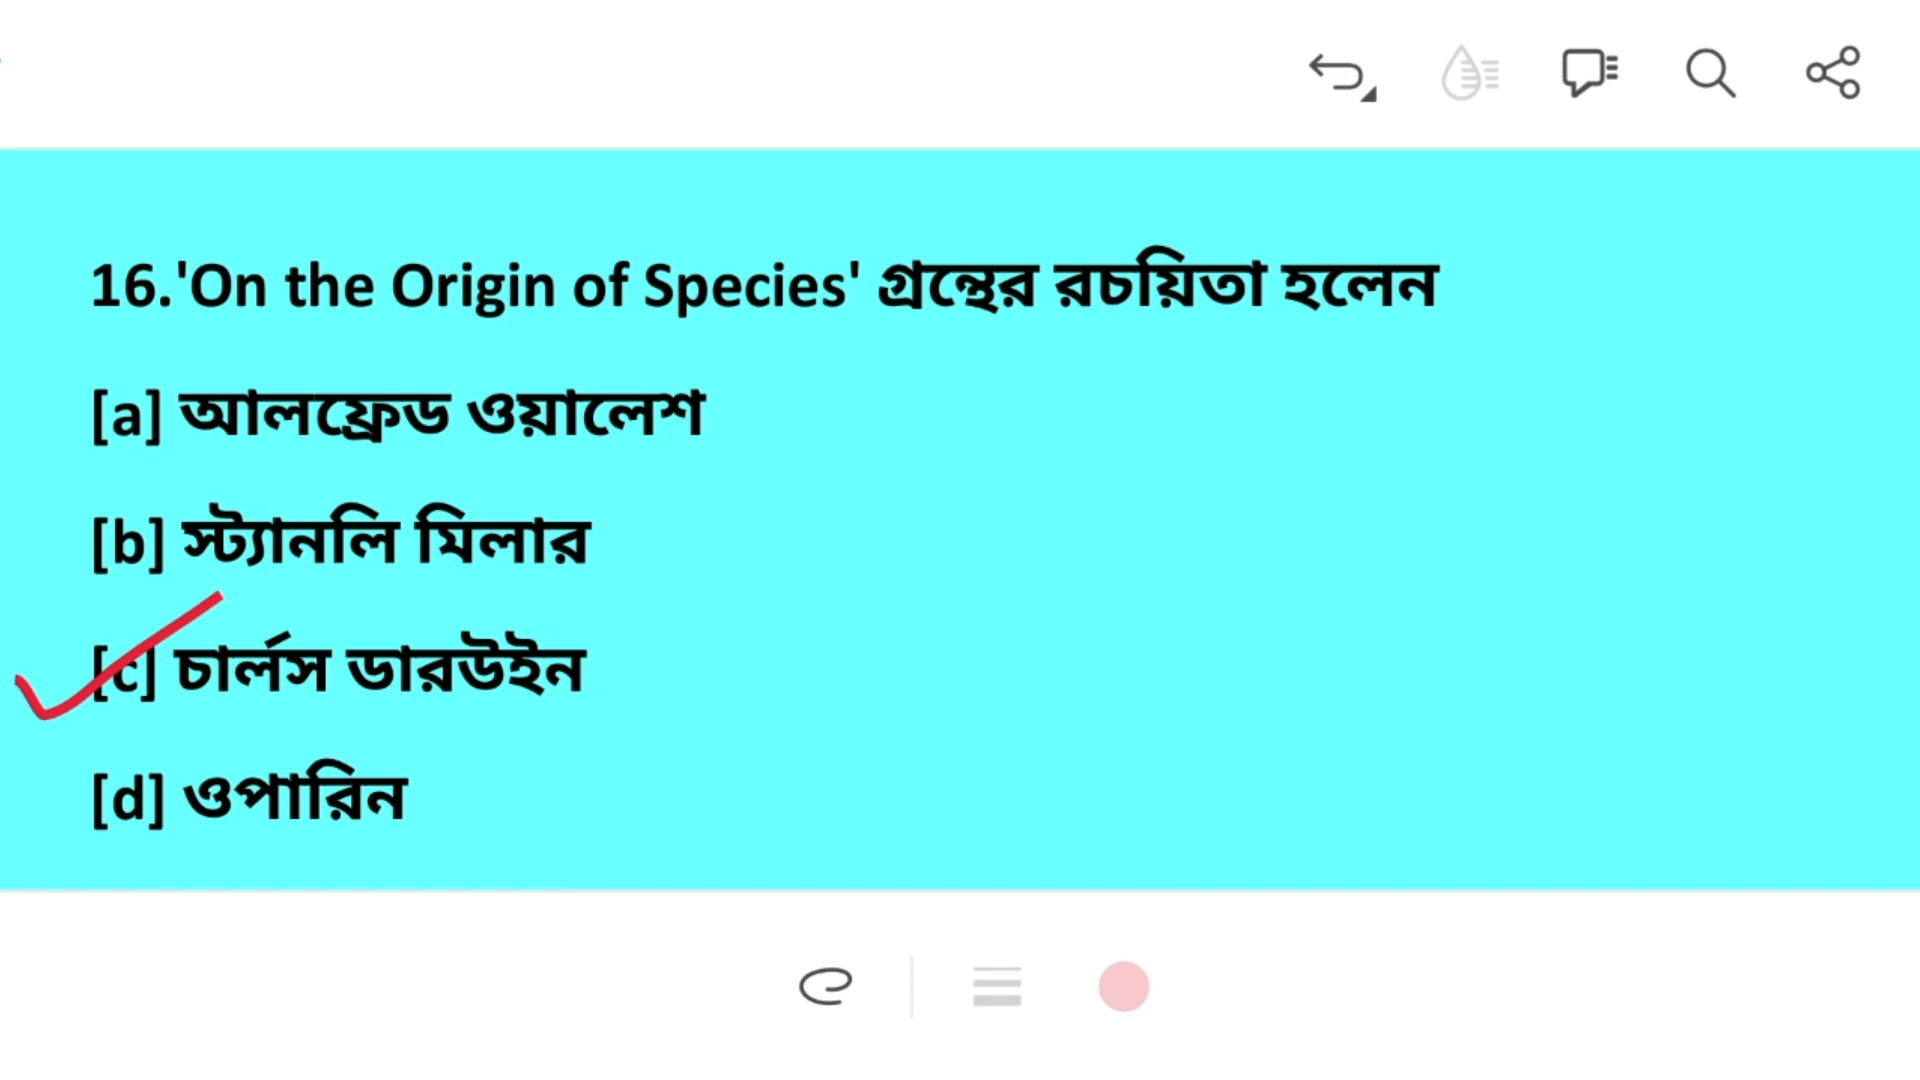 16.'On the Origin of Species' গ্রন্থের রচয়িতা হলেন
[a] আলফ্রেড ওয়ালেশ
[b] স্ট্যানলি মিলার
[c] চার্লস ডারউইন
[d] ওপারিন